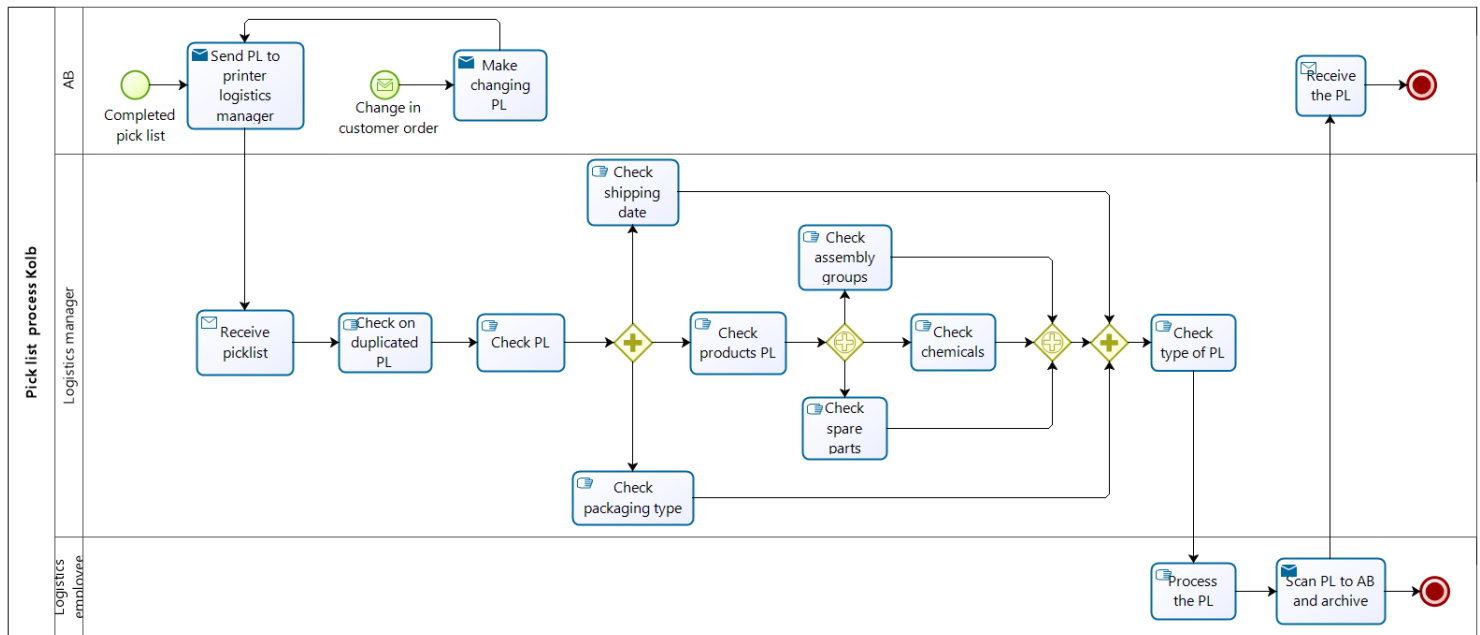 Pick list process Kolb
AB
Completed
pick list
Send PL to
printer
logistics
manager
Change in
customer order
Make
changing
PL
Receive
the PL
Logistics manager
Receive
picklist
Check on
duplicated
PL
Check PL
Check
shipping
date
Check
products PL
Check
packaging type
Check
assembly
groups
Check
chemicals
Check
spare
parts
Check
type of PL
Logistics
employee
Process
the PL
Scan PL to AB
and archive